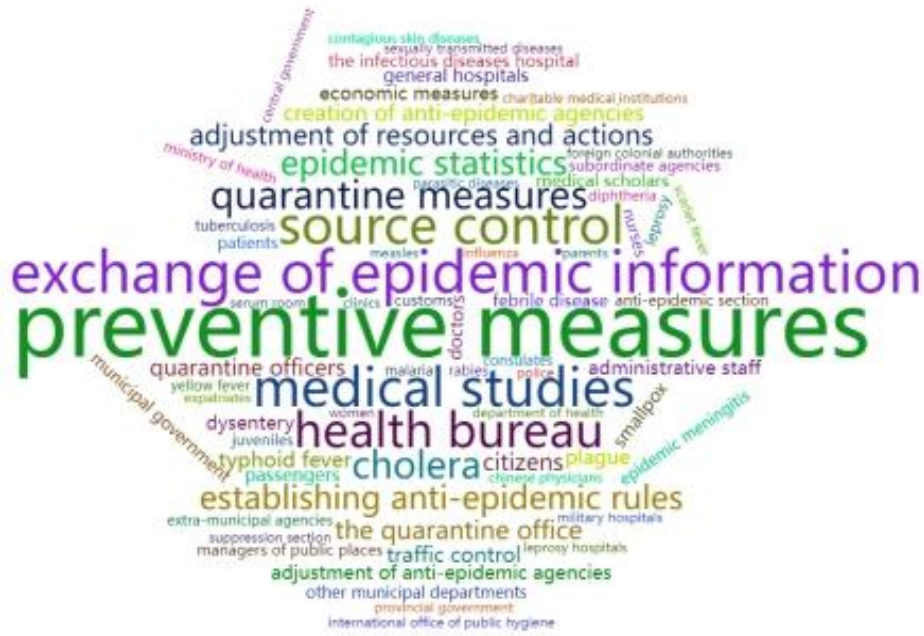 central government
contagious skin diseases
sexually transmitted diseases
the infectious diseases hospital
general hospitals
economic measures
charitable medical institutions
creation of anti-epidemic agencies
adjustment of resources and actions
ministry of health
epidemic statistics
foreign colonial authorities
subordinate agencies
parasitic diseases
medical scholars
quarantine measures
diphtheria
scarlet fever
leprosy
nurses
tuberculosis
source control
patients
measles
influenza
parents
exchange of epidemic information
serum room
clinics
customs
doctors
febrile disease
anti-epidemic section
preventive measures
consulates
quarantine officers
malaria
rabies
police
administrative staff
municipal government
yellow fever
expatriates
medical studies
smallpox
epidemic meningitis
women
department of health
dysentery
juveniles
health bureau
typhoid fever
cholera
citizens
plague
passengers
chinese physicians
establishing anti-epidemic rules
extra-municipal agencies
military hospitals
the quarantine office
suppression section
managers of public places
traffic control
leprosy hospitals
adjustment of anti-epidemic agencies
other municipal departments
provincial government
international office of public hygiene